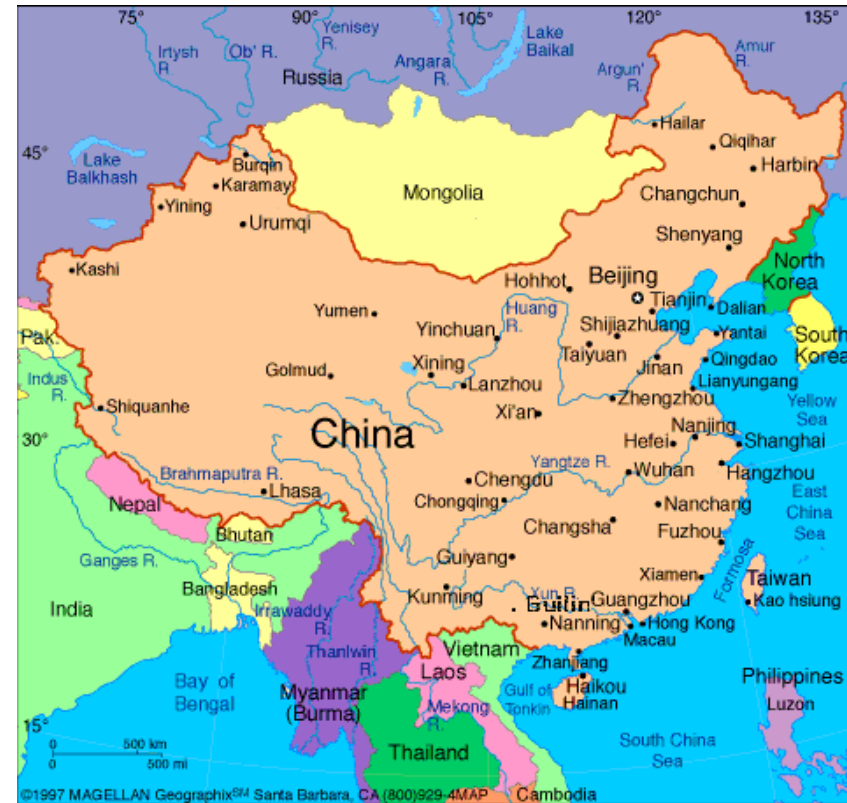 75°
90°
105°
120°
135°
Irtysh
R.
Ob' R.
Yenisey
R.
Angara
R.
Lake
Baikal
Argun'
R.
Amur
R.
Russia
45°
Lake
Balkhash
Burqin
Karamay
Yining
Urumqi
Kashi
Mongolia
Hailar
Qiqihar
Harbin
Changchun
Shenyang
North
Korea
Hohhot
Beijing
Tianjin
Dalian
Yumen
Huang
R.
Yinchuan
Shijiazhuang
Yantai
South
Korea
Pak.
Taiyuan
Golmud
Xining
Lanzhou
Jinan
Qingdao
Indus
R.
Lianyungang
Shiquanhe
Xi'an
Zhengzhou
Yellow
Sea
30°
China
Nanjing
Hefei
Shanghai
Brahmaputra R.
Yangtze R.
Wuhan
Hangzhou
Chengdu
Lhasa
Chongqing
Nanchang
East
China
Sea
Nepal
Changsha
Fuzhou
Bhutan
Ganges R.
Guiyang
Formosa
Bangladesh
Kunming
Xiamen
Taiwan
Xun R.
Guilin
Guangzhou
Kao hsiung
India
Irrawaddy
R.
Nanning
Hong Kong
Macau
Thanlwin
R.
Vietnam
Zhanjiang
Laos
Bay of
Bengal
Myanmar
(Burma)
Gulf of
Tonkin
Haikou
Hainan
Philippines
Luzon
Mekong
R.
15°
0 500 km
0 500 mi
Thailand
South China
Sea
©1997 MAGELLAN Geographix℠ Santa Barbara, CA (800)929-4MAP
Cambodia